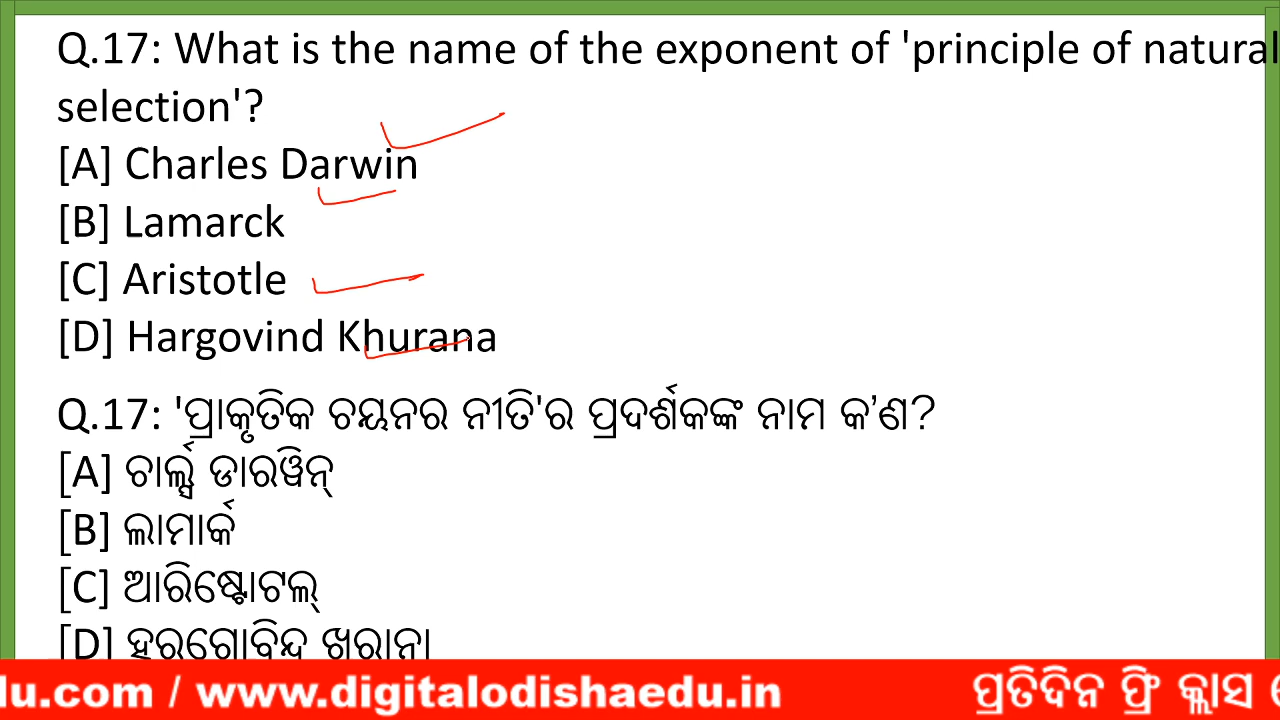 Q.17: What is the name of the exponent of 'principle of natural
selection'?
[A] Charles Darwin
[B] Lamarck
[C] Aristotle
[D] Hargovind Khurana
Q.17: 'ପ୍ରାକୃତିକ ଚୟନର ନୀତି'ର ପ୍ରଦର୍ଶକଙ୍କ ନାମ କ’ଣ?
[A] ଚାର୍ଲ୍ସ ଡାରୱିନ୍
[B] ଲାମାର୍କ
[C] ଆରିଷ୍ଟୋଟଲ୍
[D] ହରଗୋବିନ୍ଦ ଖୁରାନା
du.com / www.digitalodishaedu.in ପ୍ରତିଦିନ ଫ୍ରି କ୍ଲାସ